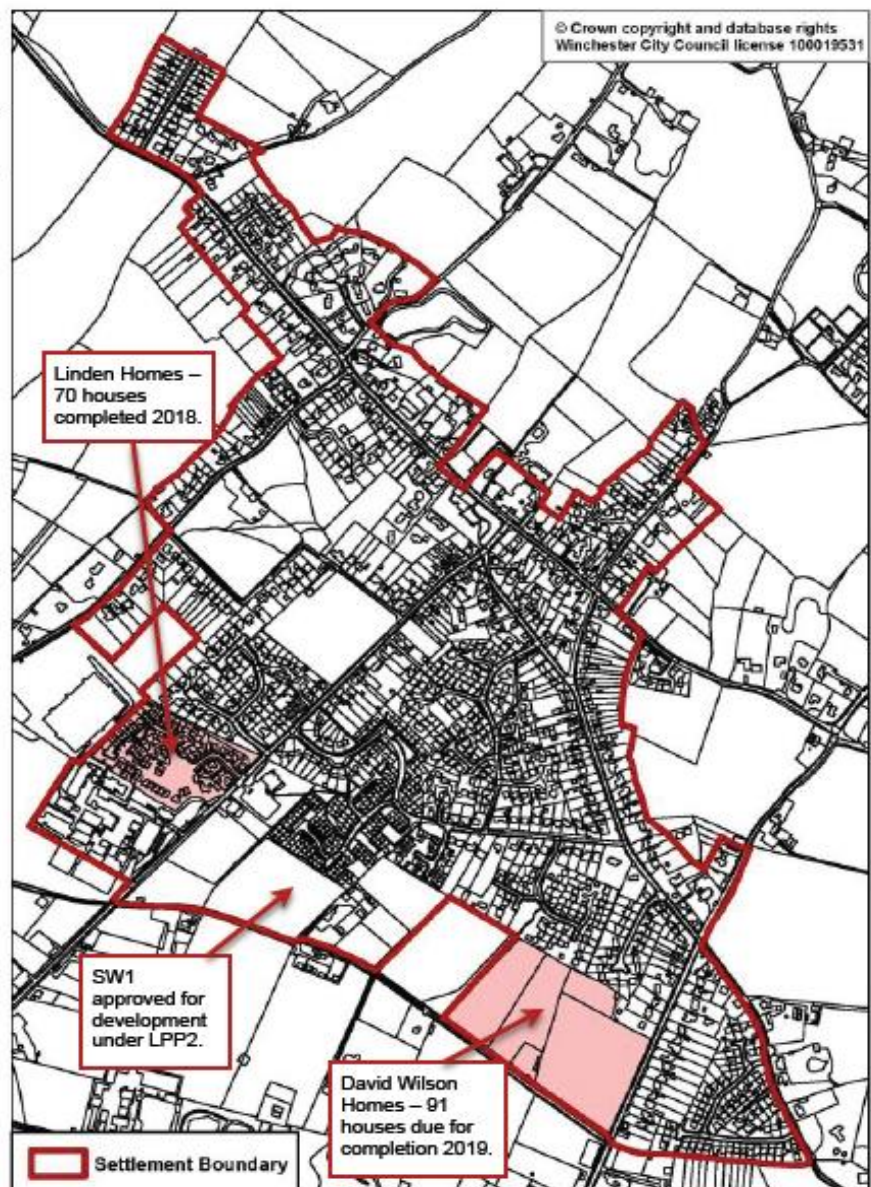 © Crown copyright and database rights
Winchester City Council license 100019531
Linden Homes –
70 houses
completed 2018.
SW1
approved for
development
under LPP2.
David Wilson
Homes – 91
houses due for
completion 2019.
Settlement Boundary